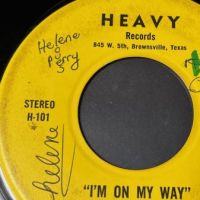 HEAVY
Records
845 W. 5th, Brownsville, Texas
Helene
Perry
STEREO
H-101
helene
"I'M ON MY WAY"